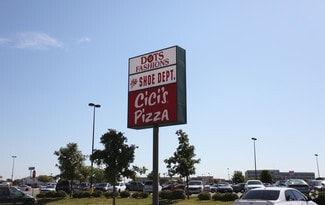 DOTS
FASHIONS
the SHOE DEPT.
CiCi's
Pizza